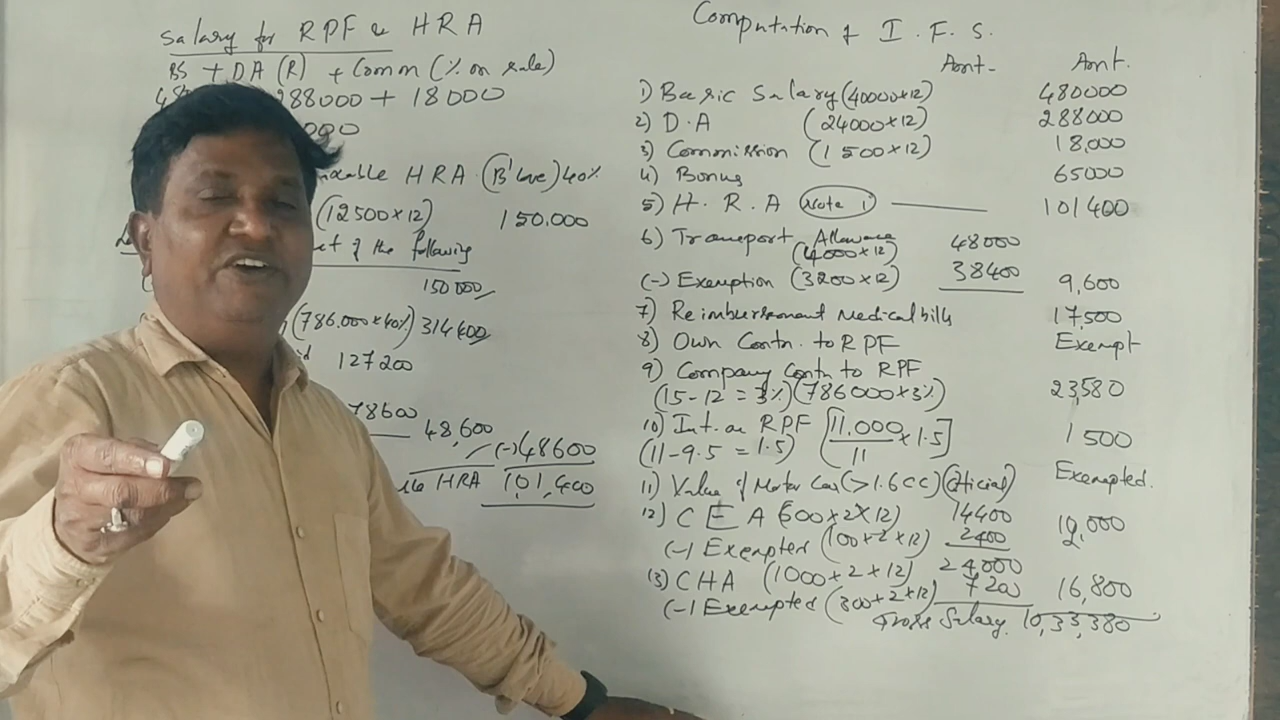 Salary for RPF & HRA
BS + DA (R) + Comm (% on sale)
288000 + 18000
HRA (B'lore) 40%
(12500×12) 150.000
of the following
150000
(786.000×40%) 314400
127200
78600 48,600
(-) 48600
HRA 101,400
Computation of I.F.S.
Amt- Amt.
1) Basic Salary (40000×12) 480000
2) D.A (24000×12) 288000
3) Commission (1500×12) 18,000
4) Bonus 65000
5) H.R.A (Note 1) 101400
6) Transport Allowance 48000
(4000×12)
(-) Exemption (3200×12) 38400 9,600
7) Reimbursement Medical bills 17,500
8) Own Contn. to RPF Exempt
9) Company Contn to RPF
(15-12 = 3%) (786000×3%) 23,580
10) Int. on RPF [11.000/11 × 1.5] 1500
(11-9.5 = 1.5)
11) Value of Motor Car (>1.6CC) (Official) Exempted.
12) CEA (600×2×12) 14400
(-) Exempted (100×2×12) 2400 12,000
13) CHA (1000×2×12) 24,000
(-) Exempted (300×2×12) 7200 16,800
Gross Salary 10,33,380